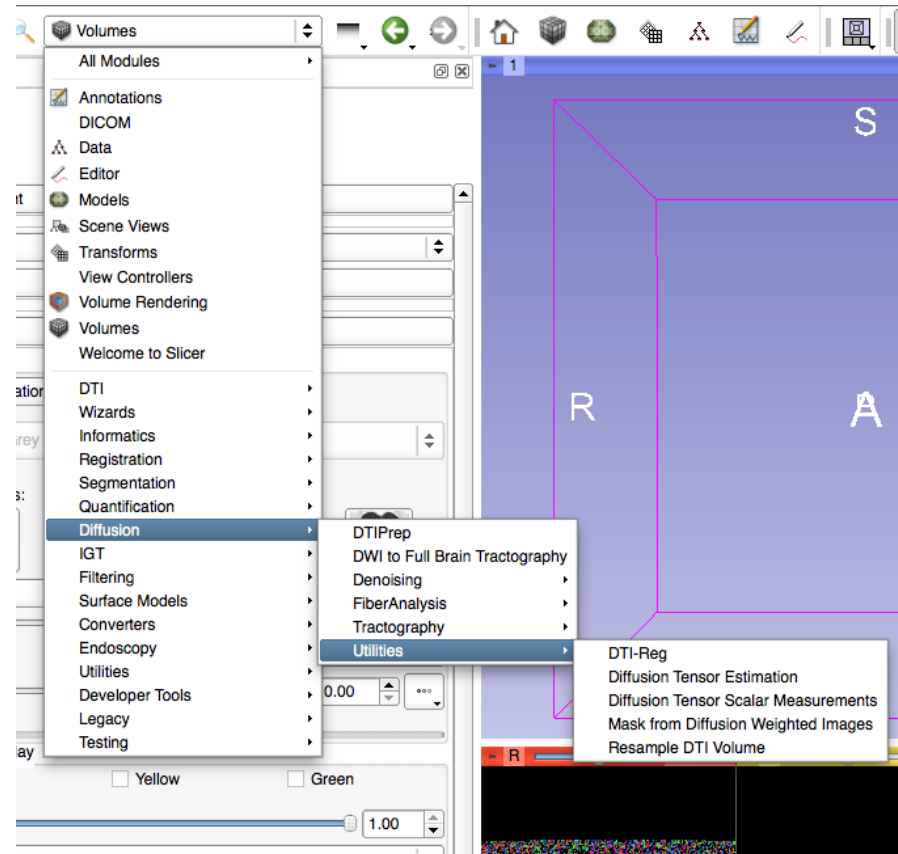 Volumes
All Modules
1
Annotations
DICOM
Data
Editor
Models
Scene Views
Transforms
View Controllers
Volume Rendering
Volumes
Welcome to Slicer
DTI
Wizards
Informatics
Registration
Segmentation
Quantification
Diffusion
IGT
Filtering
Surface Models
Converters
Endoscopy
Utilities
Developer Tools
Legacy
Testing
DTIPrep
DWI to Full Brain Tractography
Denoising
FiberAnalysis
Tractography
Utilities
DTI-Reg
Diffusion Tensor Estimation
Diffusion Tensor Scalar Measurements
Mask from Diffusion Weighted Images
Resample DTI Volume
S
R
A
0.00
lay
Yellow
Green
1.00
R